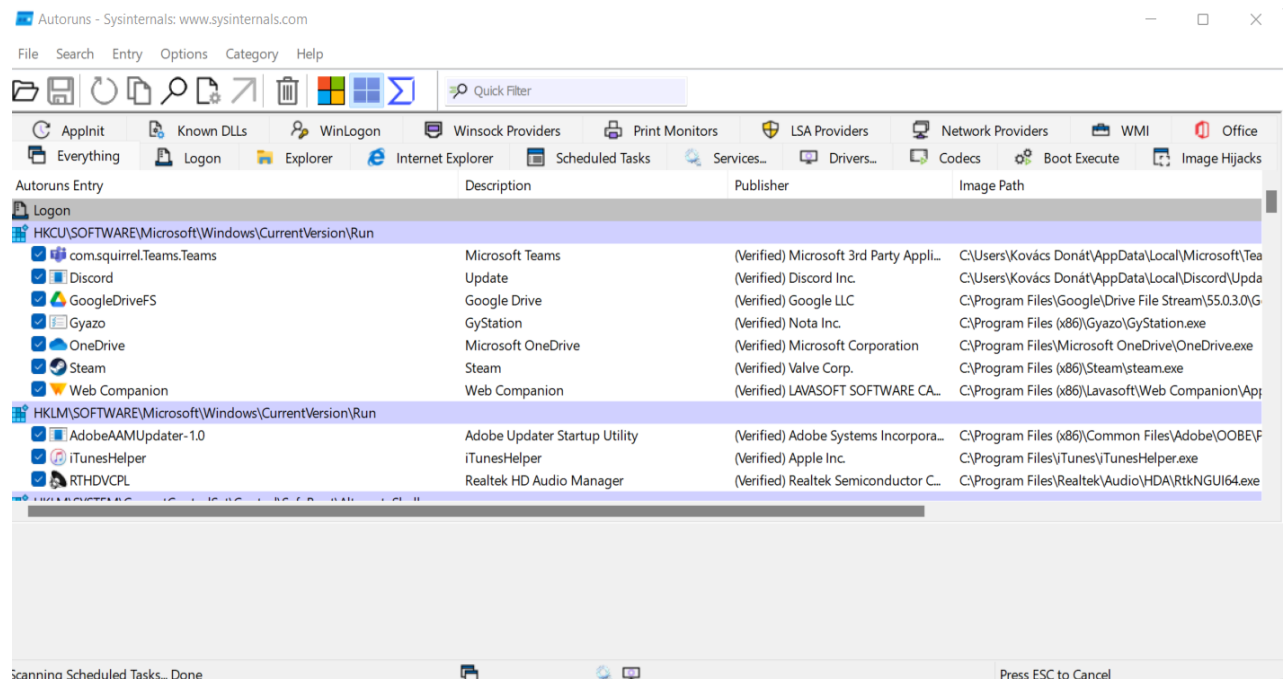 Autoruns - Sysinternals: www.sysinternals.com
File Search Entry Options Category Help
Quick Filter
AppInit Known DLLs WinLogon Winsock Providers Print Monitors LSA Providers Network Providers WMI Office
Everything Logon Explorer Internet Explorer Scheduled Tasks Services... Drivers... Codecs Boot Execute Image Hijacks
Autoruns Entry Description Publisher Image Path
Logon
HKCU\SOFTWARE\Microsoft\Windows\CurrentVersion\Run
com.squirrel.Teams.Teams Microsoft Teams (Verified) Microsoft 3rd Party Appli... C:\Users\Kovács Donát\AppData\Local\Microsoft\Tea
Discord Update (Verified) Discord Inc. C:\Users\Kovács Donát\AppData\Local\Discord\Upda
GoogleDriveFS Google Drive (Verified) Google LLC C:\Program Files\Google\Drive File Stream\55.0.3.0\G
Gyazo GyStation (Verified) Nota Inc. C:\Program Files (x86)\Gyazo\GyStation.exe
OneDrive Microsoft OneDrive (Verified) Microsoft Corporation C:\Program Files\Microsoft OneDrive\OneDrive.exe
Steam Steam (Verified) Valve Corp. C:\Program Files (x86)\Steam\steam.exe
Web Companion Web Companion (Verified) LAVASOFT SOFTWARE CA... C:\Program Files (x86)\Lavasoft\Web Companion\App
HKLM\SOFTWARE\Microsoft\Windows\CurrentVersion\Run
AdobeAAMUpdater-1.0 Adobe Updater Startup Utility (Verified) Adobe Systems Incorpora... C:\Program Files (x86)\Common Files\Adobe\OOBE\P
iTunesHelper iTunesHelper (Verified) Apple Inc. C:\Program Files\iTunes\iTunesHelper.exe
RTHDVCPL Realtek HD Audio Manager (Verified) Realtek Semiconductor C... C:\Program Files\Realtek\Audio\HDA\RtkNGUI64.exe
Scanning Scheduled Tasks... Done Press ESC to Cancel